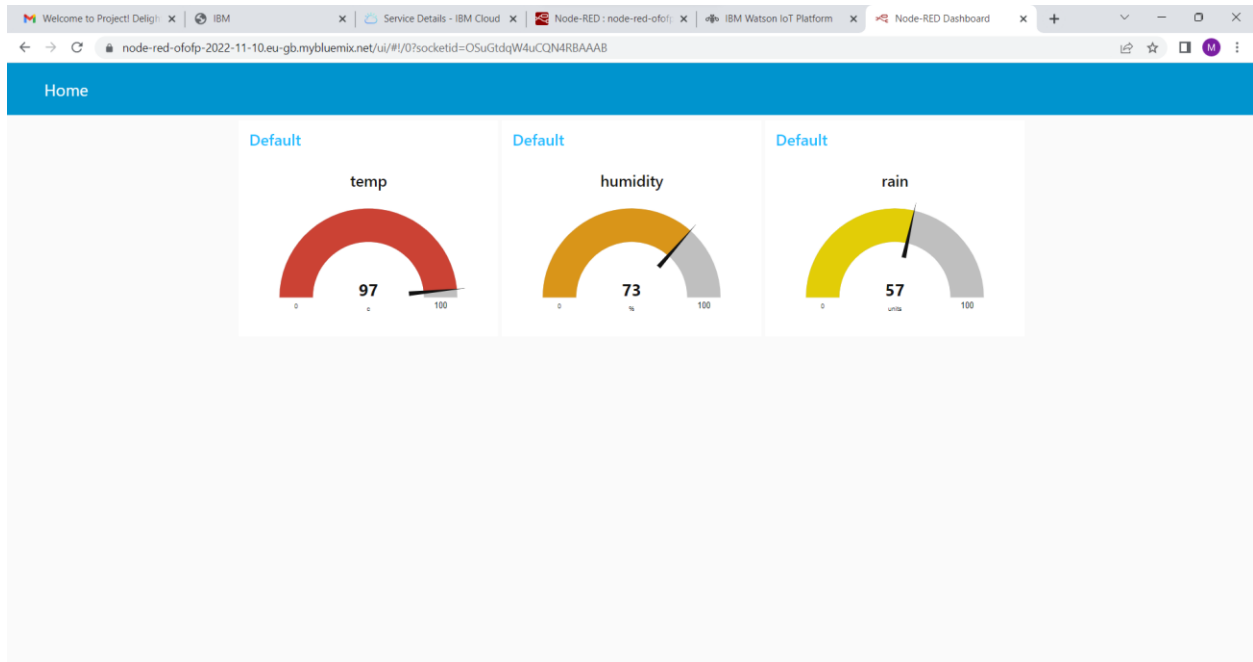 Welcome to Project! Deligh
IBM
Service Details - IBM Cloud
Node-RED : node-red-ofofp
IBM Watson IoT Platform
Node-RED Dashboard
node-red-ofofp-2022-11-10.eu-gb.mybluemix.net/ui/#!/0?socketid=OSuGtdqW4uCQN4RBAAAB
M
Home
Default
temp
97
c
0
100
Default
humidity
73
%
0
100
Default
rain
57
units
0
100